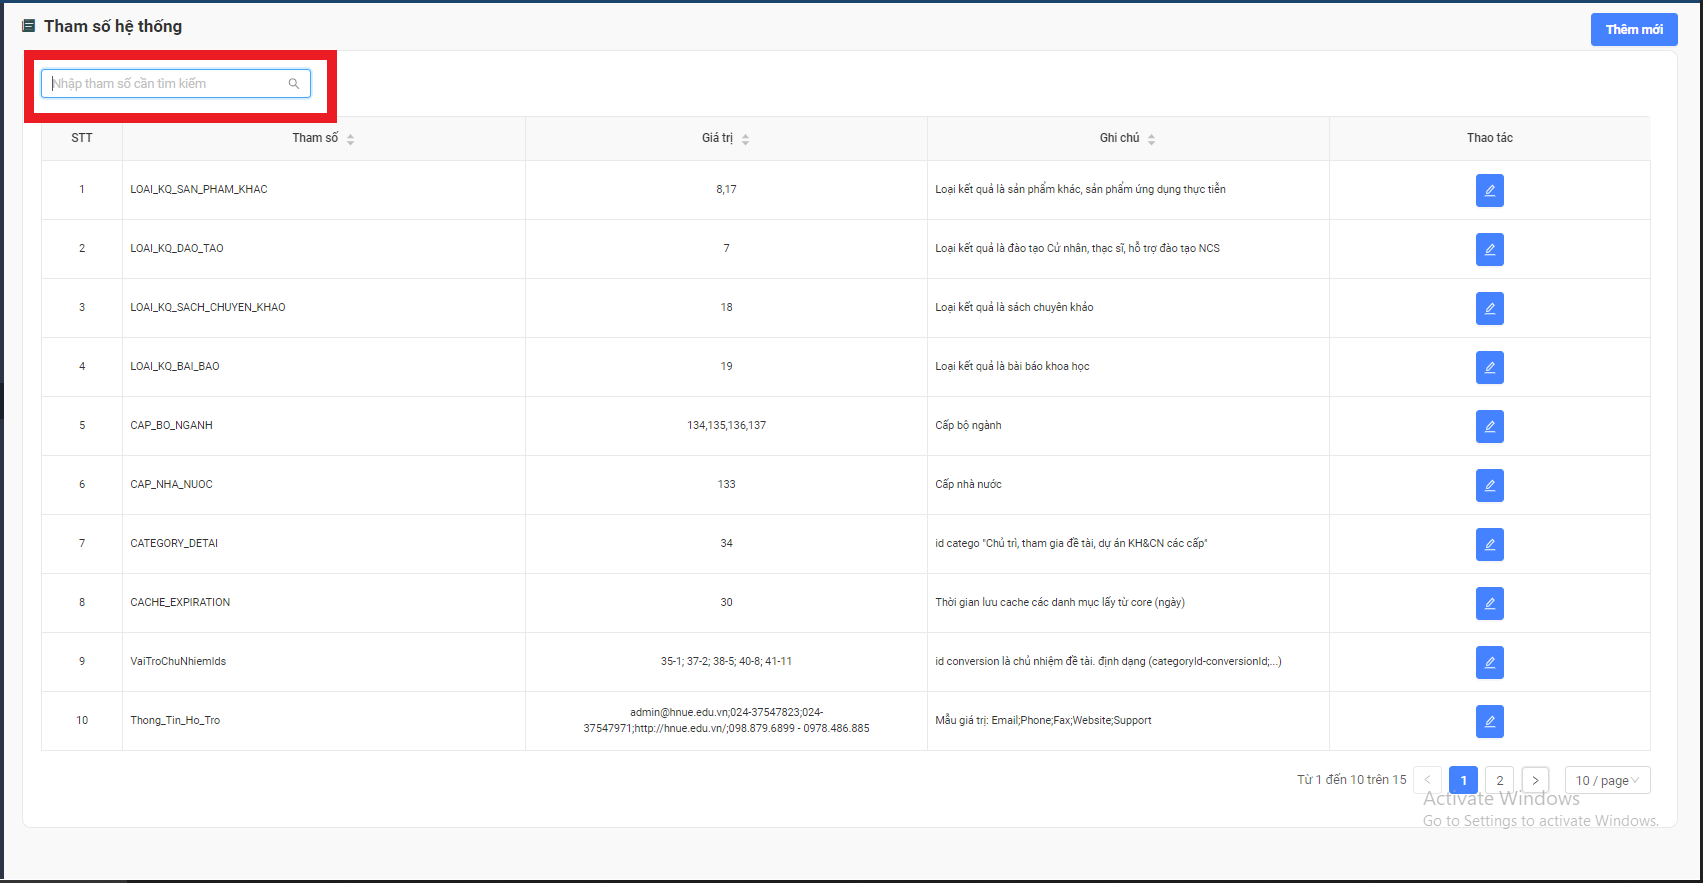 Tham số hệ thống
Thêm mới
Nhập tham số cần tìm kiếm
STT Tham số Giá trị Ghi chú Thao tác
1 LOAI_KQ_SAN_PHAM_KHAC 8,17 Loại kết quả là sản phẩm khác, sản phẩm ứng dụng thực tiễn
2 LOAI_KQ_DAO_TAO 7 Loại kết quả là đào tạo Cử nhân, thạc sĩ, hỗ trợ đào tạo NCS
3 LOAI_KQ_SACH_CHUYEN_KHAO 18 Loại kết quả là sách chuyên khảo
4 LOAI_KQ_BAI_BAO 19 Loại kết quả là bài báo khoa học
5 CAP_BO_NGANH 134,135,136,137 Cấp bộ ngành
6 CAP_NHA_NUOC 133 Cấp nhà nước
7 CATEGORY_DETAI 34 id catego "Chủ trì, tham gia đề tài, dự án KH&CN các cấp"
8 CACHE_EXPIRATION 30 Thời gian lưu cache các danh mục lấy từ core (ngày)
9 VaiTroChuNhiemIds 35-1; 37-2; 38-5; 40-8; 41-11 id conversion là chủ nhiệm đề tài. định dạng (categoryId-conversionId;...)
10 Thong_Tin_Ho_Tro admin@hnue.edu.vn;024-37547823;024-
37547971;http://hnue.edu.vn/;098.879.6899 - 0978.486.885 Mẫu giá trị: Email;Phone;Fax;Website;Support
Từ 1 đến 10 trên 15 < 1 2 > 10 / page
Activate Windows
Go to Settings to activate Windows.